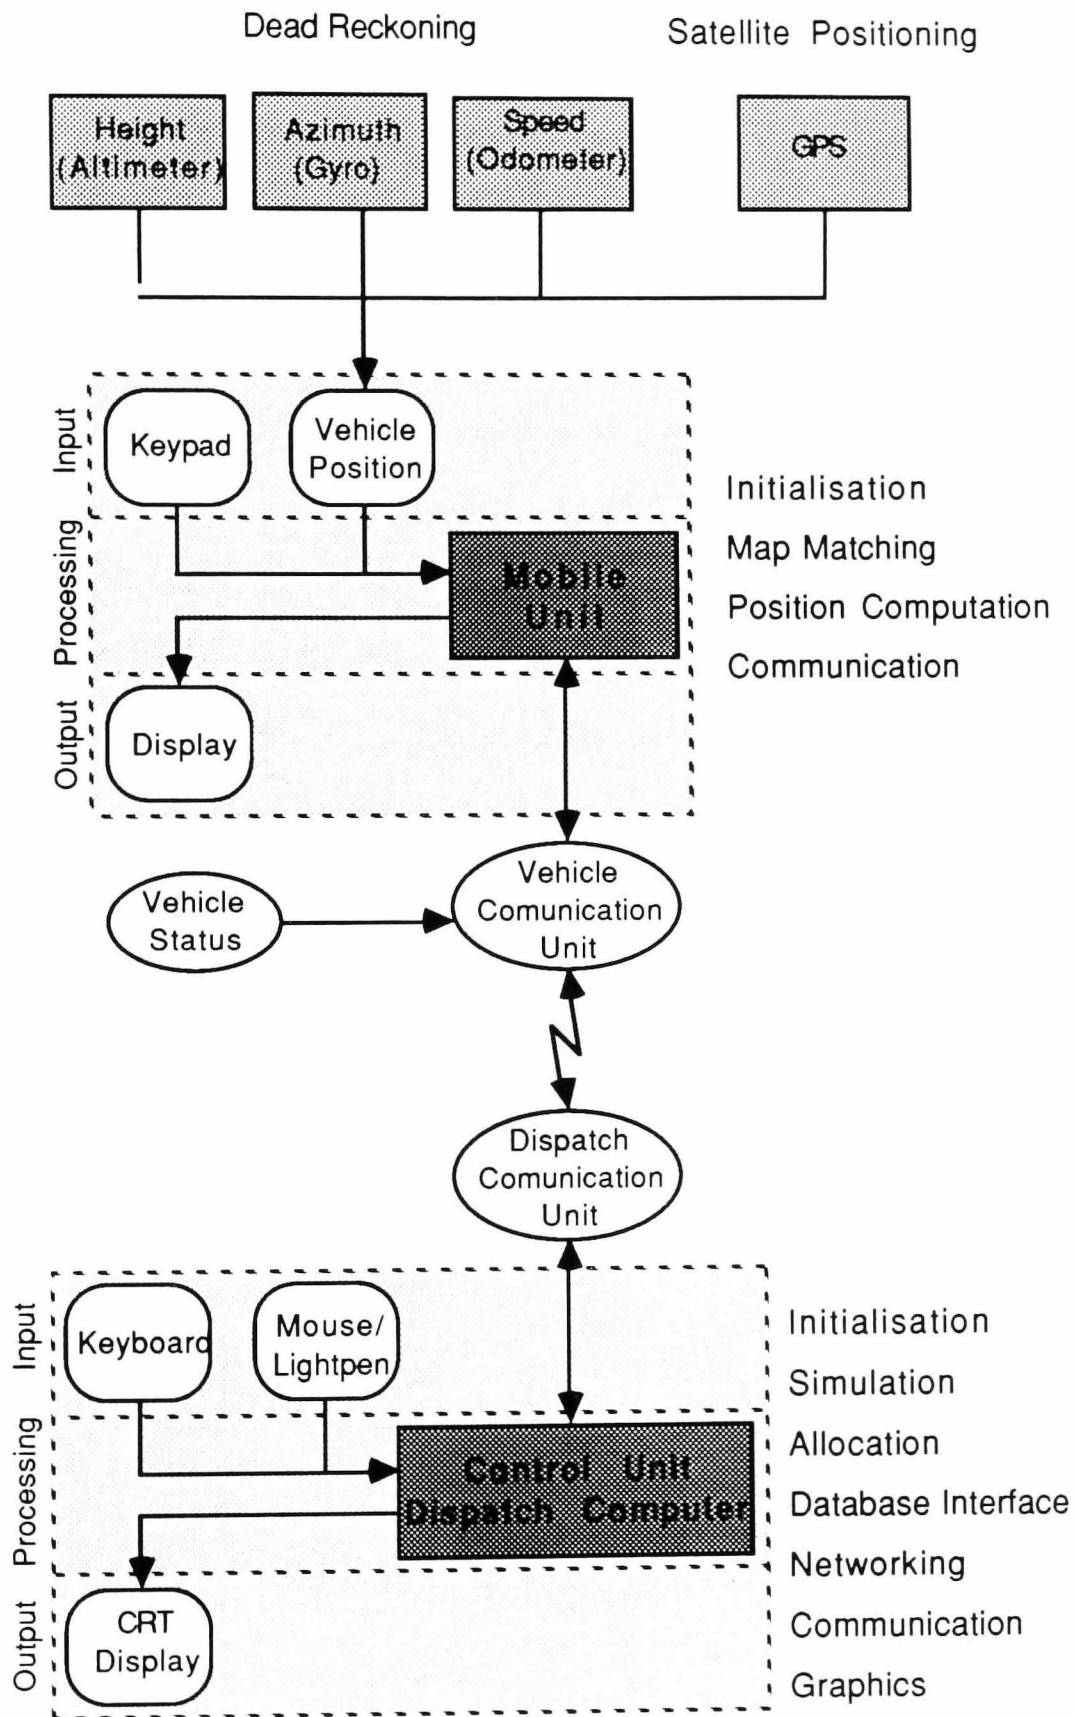 Dead Reckoning
Satellite Positioning
Height
(Altimeter)
Azimuth
(Gyro)
Speed
(Odometer)
GPS
Input
Keypad
Vehicle
Position
Processing
Mobile
Unit
Output
Display
Initialisation
Map Matching
Position Computation
Communication
Vehicle
Status
Vehicle
Comunication
Unit
Dispatch
Comunication
Unit
Input
Keyboard
Mouse/
Lightpen
Processing
Control Unit
Dispatch Computer
Output
CRT
Display
Initialisation
Simulation
Allocation
Database Interface
Networking
Communication
Graphics